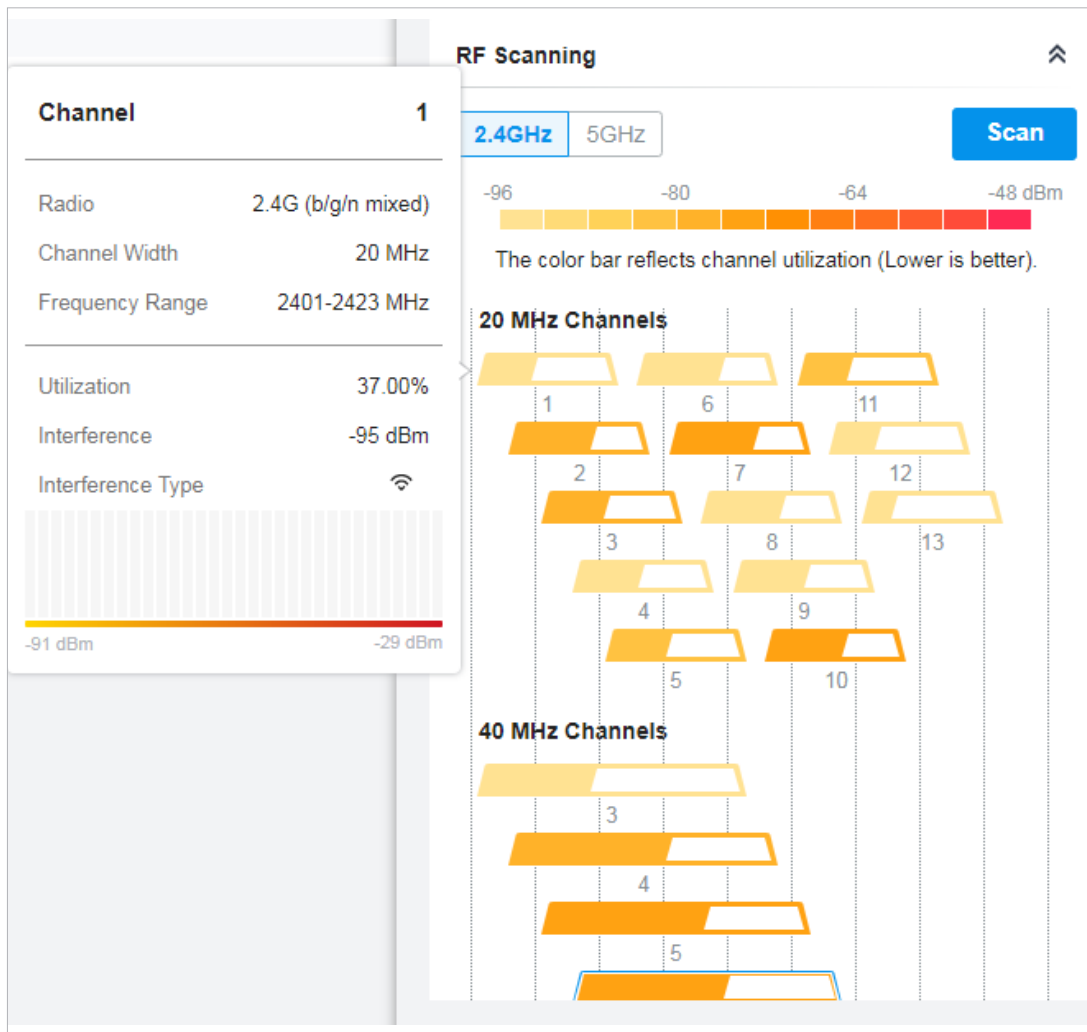 RF Scanning
Channel 1
2.4GHz 5GHz Scan
Radio 2.4G (b/g/n mixed)
Channel Width 20 MHz
Frequency Range 2401-2423 MHz
Utilization 37.00%
Interference -95 dBm
Interference Type
-91 dBm -29 dBm
-96 -80 -64 -48 dBm
The color bar reflects channel utilization (Lower is better).
20 MHz Channels
1 6 11
2 7 12
3 8 13
4 9
5 10
40 MHz Channels
3
4
5